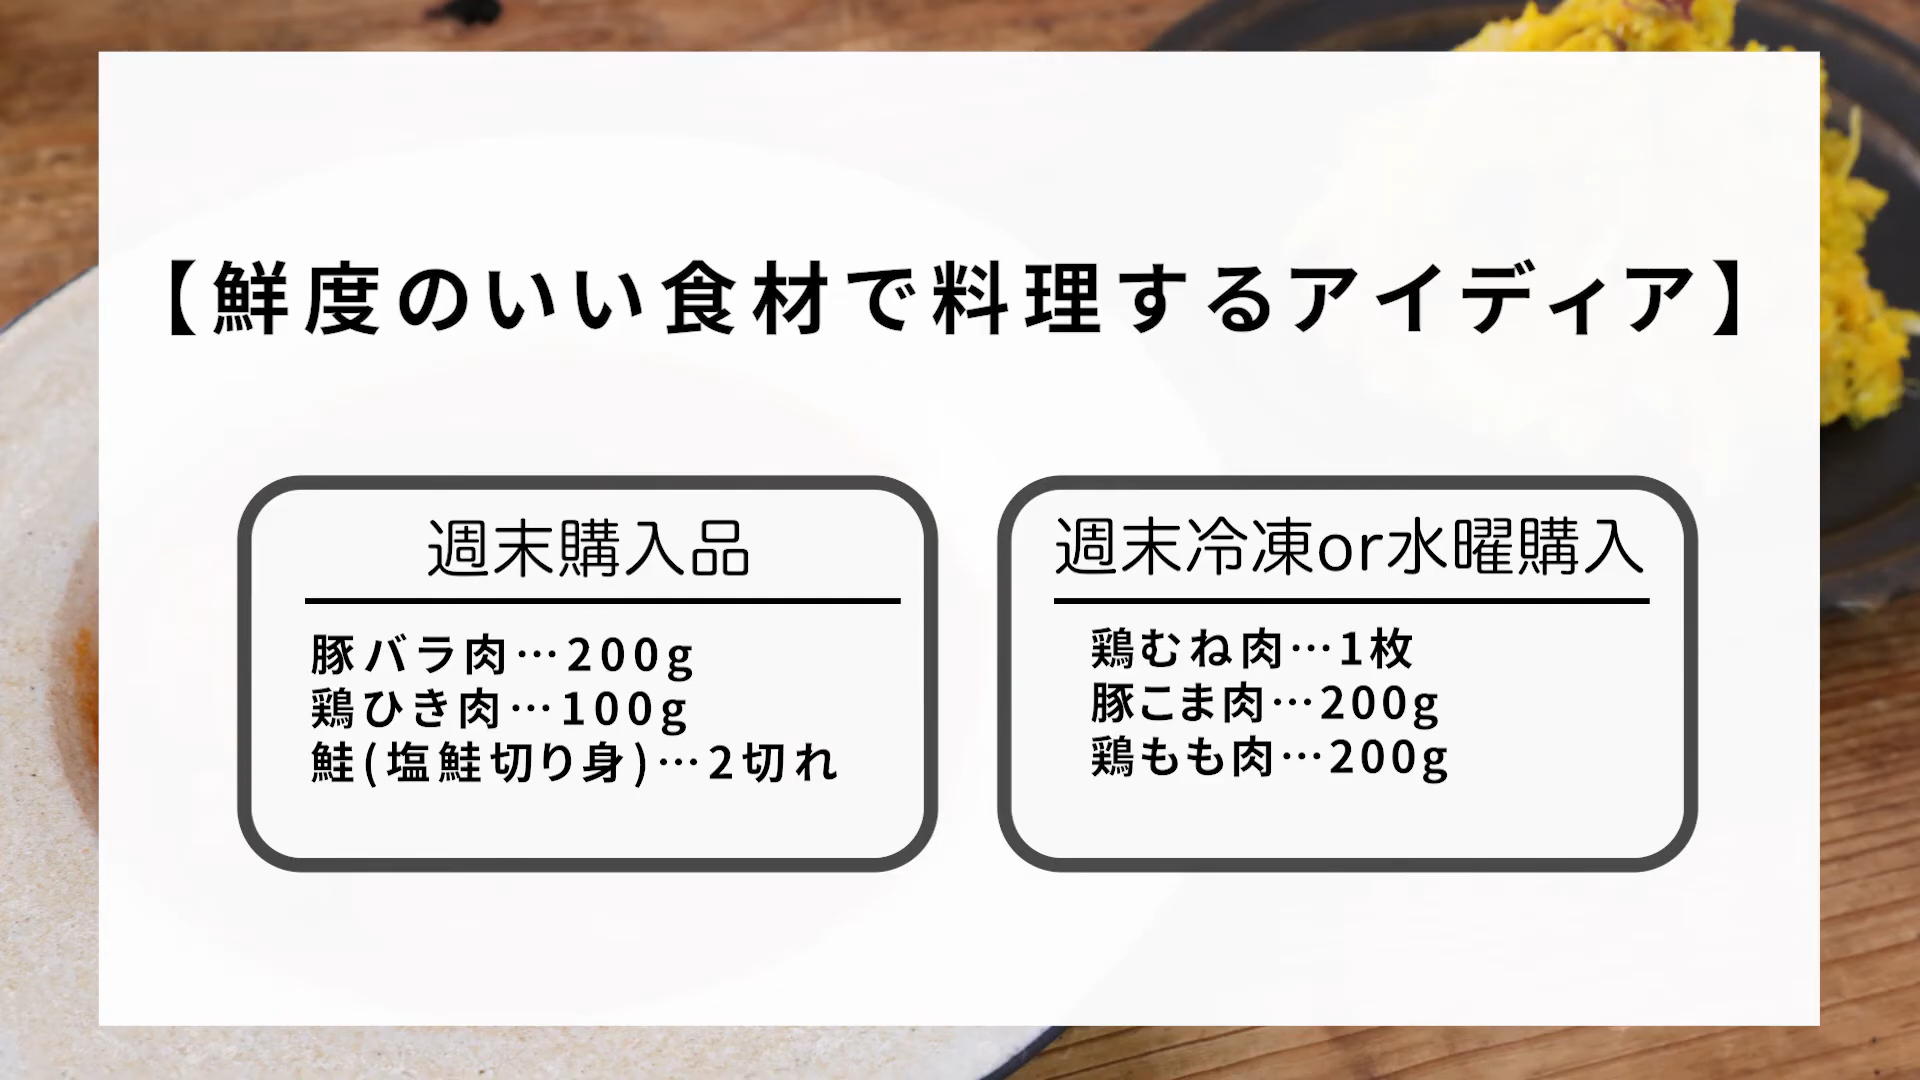 【鮮度のいい食材で料理するアイディア】
週末購入品
豚バラ肉…200g
鶏ひき肉…100g
鮭(塩鮭切り身)…2切れ
週末冷凍or水曜購入
鶏むね肉…1枚
豚こま肉…200g
鶏もも肉…200g